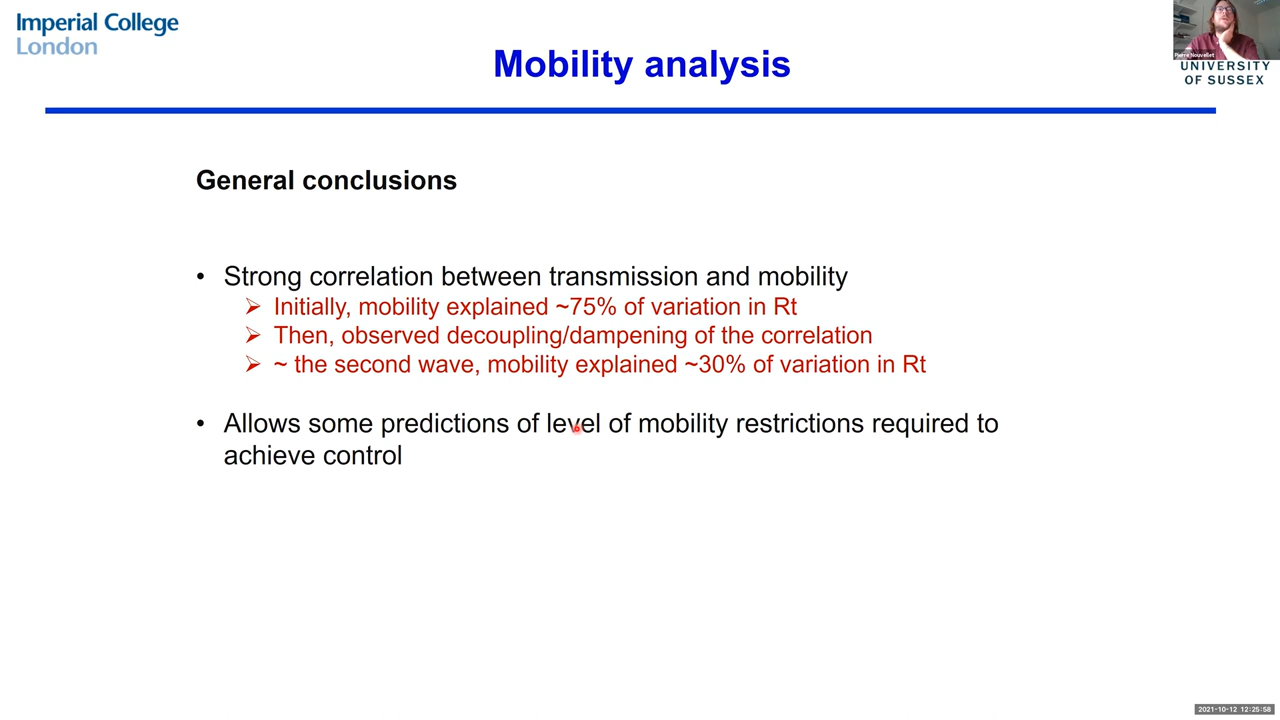 Imperial College
London
Mobility analysis
Pierre Nouvellet
UNIVERSITY
OF SUSSEX
General conclusions
• Strong correlation between transmission and mobility
➢ Initially, mobility explained ~75% of variation in Rt
➢ Then, observed decoupling/dampening of the correlation
➢ ~ the second wave, mobility explained ~30% of variation in Rt
• Allows some predictions of level of mobility restrictions required to
achieve control
2021-10-12 12:25:58